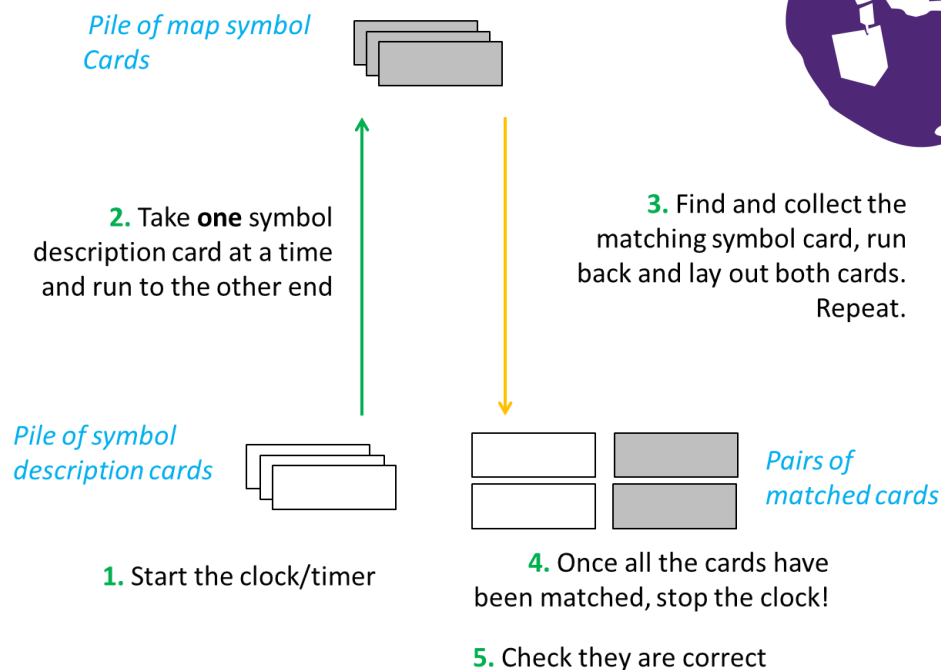 Pile of map symbol
Cards
2. Take one symbol
description card at a time
and run to the other end
3. Find and collect the
matching symbol card, run
back and lay out both cards.
Repeat.
Pile of symbol
description cards
Pairs of
matched cards
1. Start the clock/timer
4. Once all the cards have
been matched, stop the clock!
5. Check they are correct